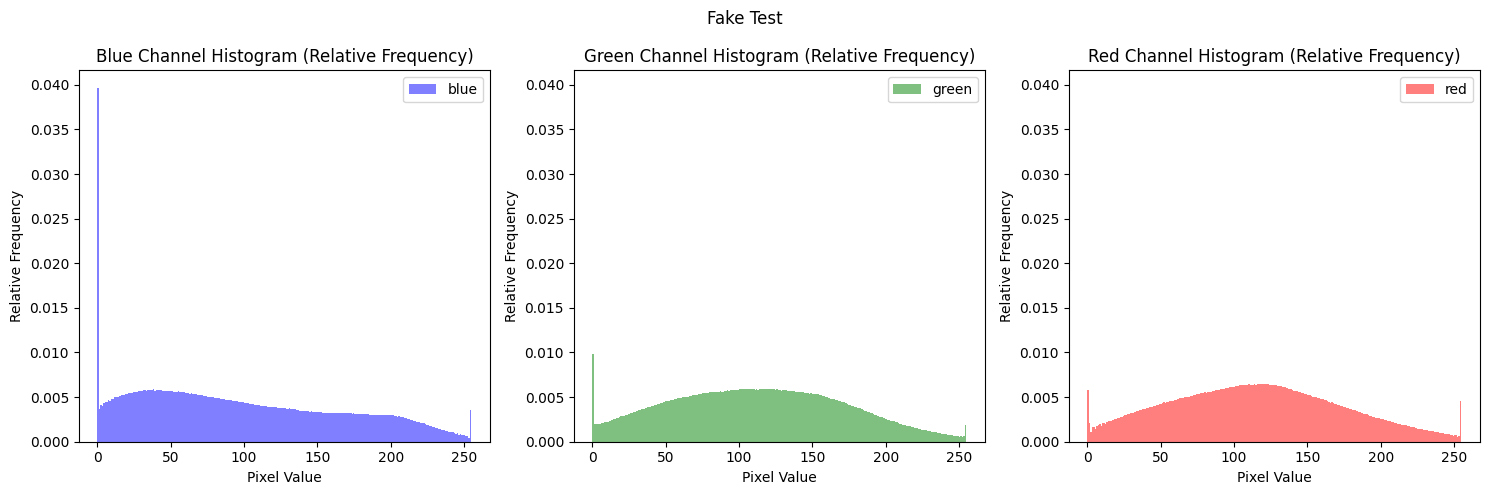 Fake Test
Blue Channel Histogram (Relative Frequency)
Relative Frequency
0.040
0.035
0.030
0.025
0.020
0.015
0.010
0.005
0.000
blue
0 50 100 150 200 250
Pixel Value
Green Channel Histogram (Relative Frequency)
Relative Frequency
0.040
0.035
0.030
0.025
0.020
0.015
0.010
0.005
0.000
green
0 50 100 150 200 250
Pixel Value
Red Channel Histogram (Relative Frequency)
Relative Frequency
0.040
0.035
0.030
0.025
0.020
0.015
0.010
0.005
0.000
red
0 50 100 150 200 250
Pixel Value